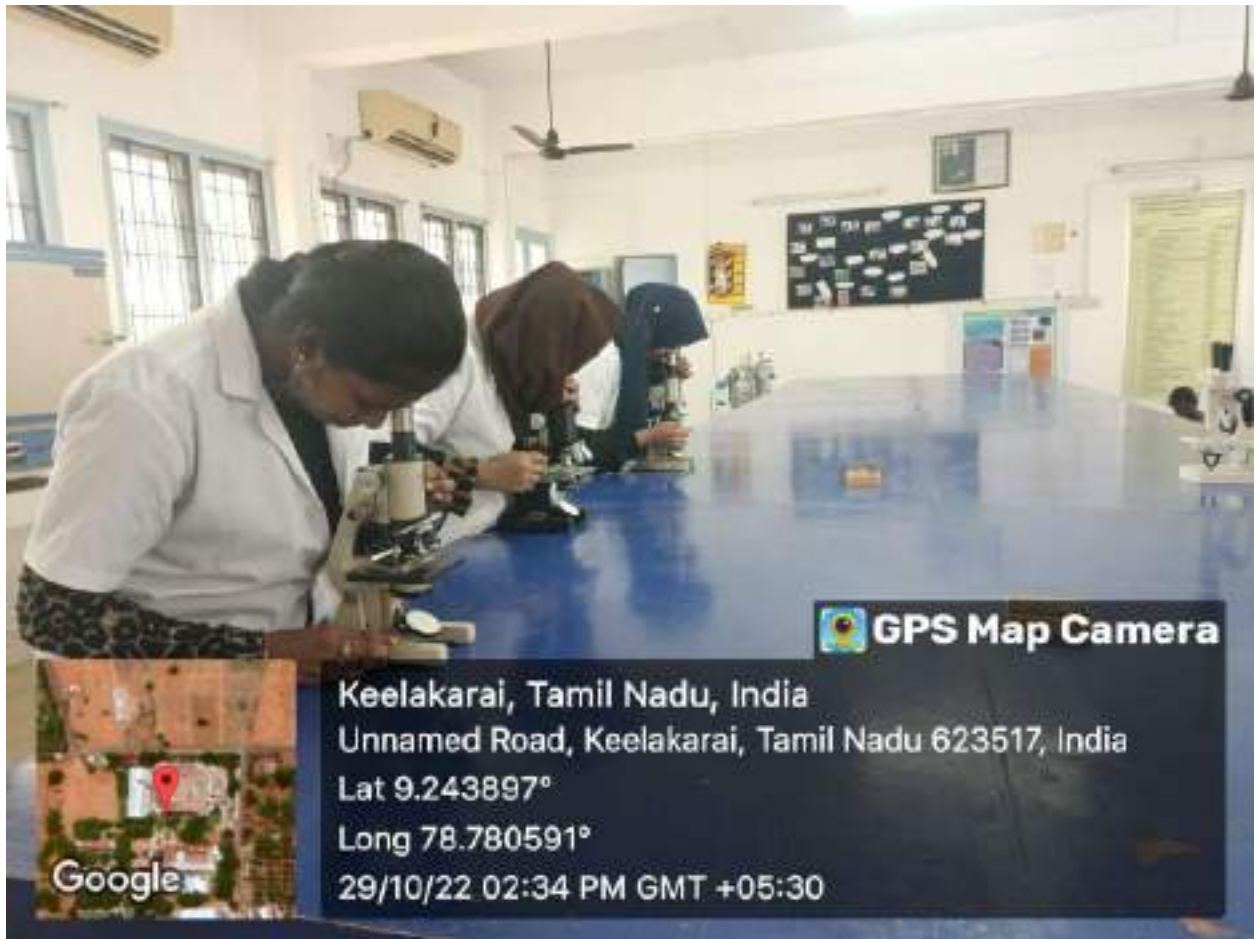 GPS Map Camera
Keelakarai, Tamil Nadu, India
Unnamed Road, Keelakarai, Tamil Nadu 623517, India
Lat 9.243897°
Long 78.780591°
29/10/22 02:34 PM GMT +05:30
Google